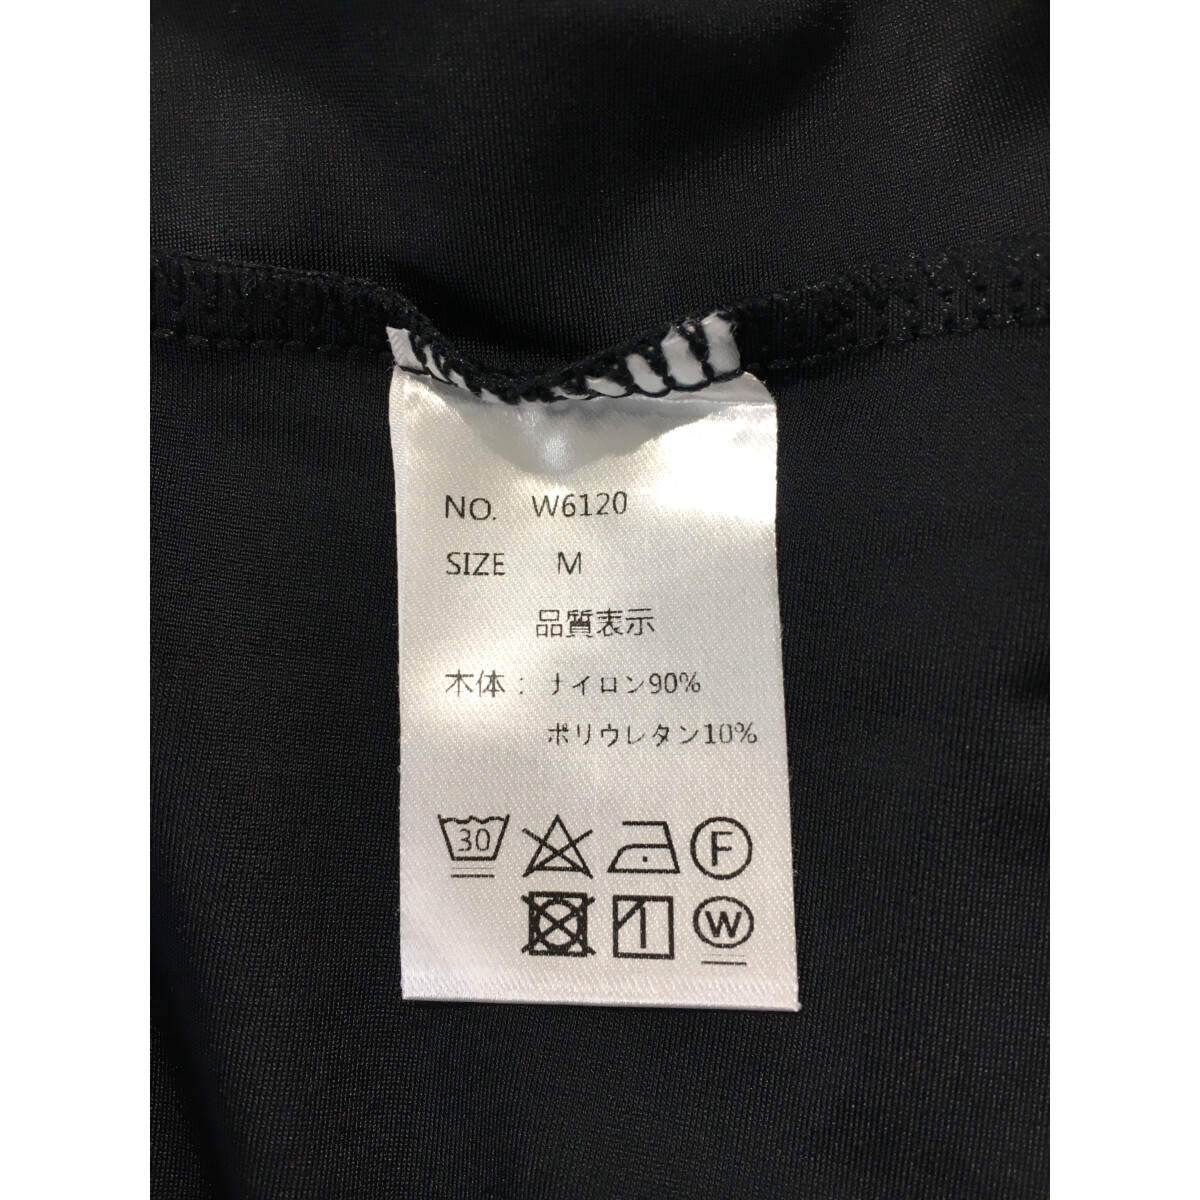 NO. W6120
SIZE M
品質表示
木体：ナイロン90%
ポリウレタン10%
30 F
W